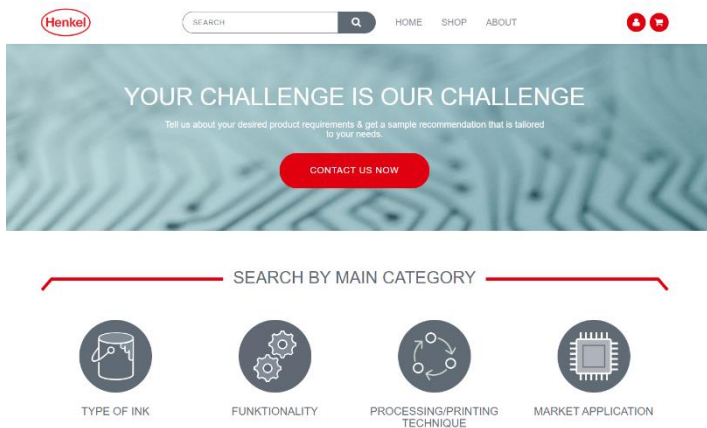 Henkel
SEARCH
HOME
SHOP
ABOUT
YOUR CHALLENGE IS OUR CHALLENGE
Tell us about your desired product requirements & get a sample recommendation that is tailored
to your needs.
CONTACT US NOW
SEARCH BY MAIN CATEGORY
TYPE OF INK
FUNKTIONALITY
PROCESSING/PRINTING
TECHNIQUE
MARKET APPLICATION